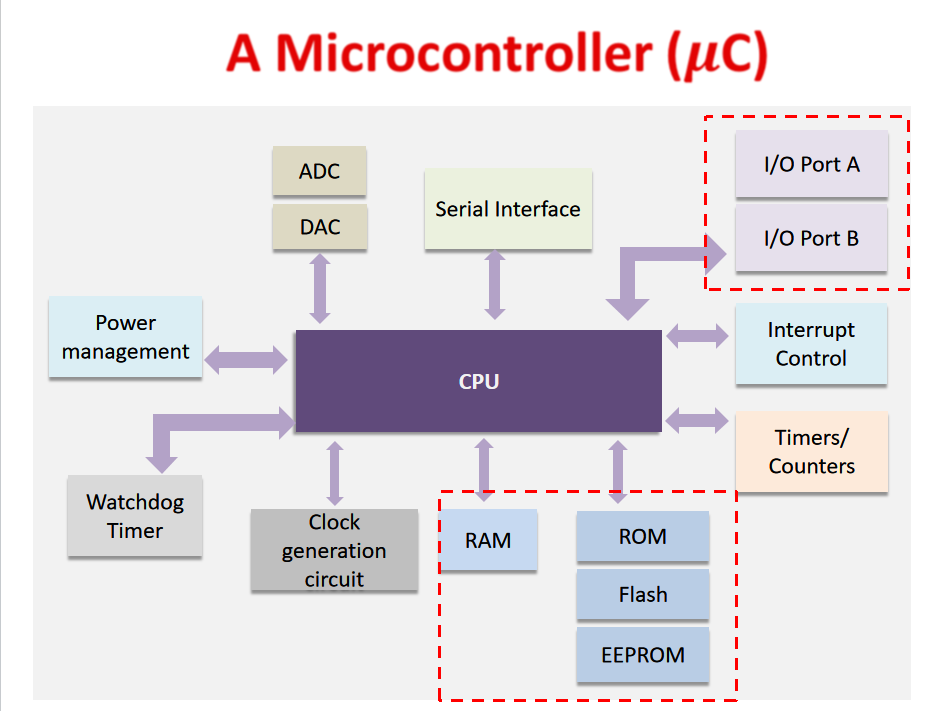 A Microcontroller (μC)
ADC
DAC
Serial Interface
I/O Port A
I/O Port B
Power
management
CPU
Interrupt
Control
Timers/
Counters
Watchdog
Timer
Clock
generation
circuit
RAM
ROM
Flash
EEPROM